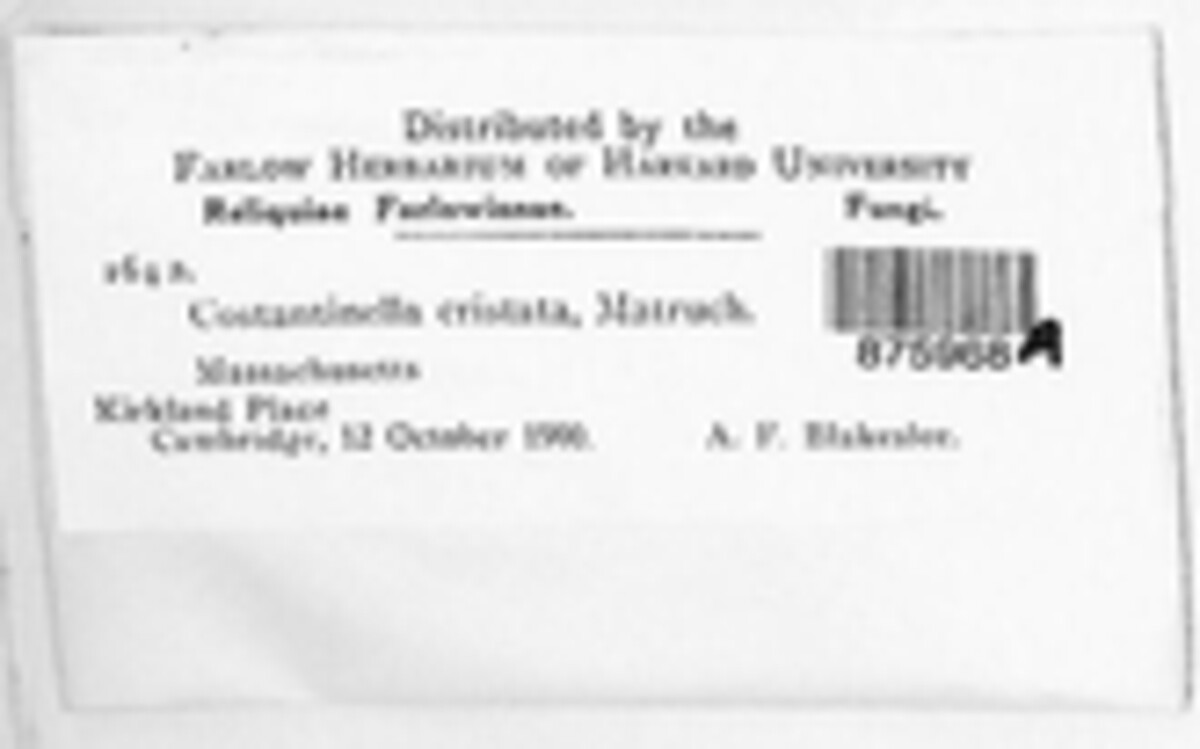 Distributed by the
FARLOW HERBARIUM OF HARVARD UNIVERSITY
Reliquiae Farlowianae. Fungi.
164 a.
Costantinella cristata, Matruch.
875968 A
Massachusetts
Kirkland Place
Cambridge, 12 October A. F. Blakeslee.